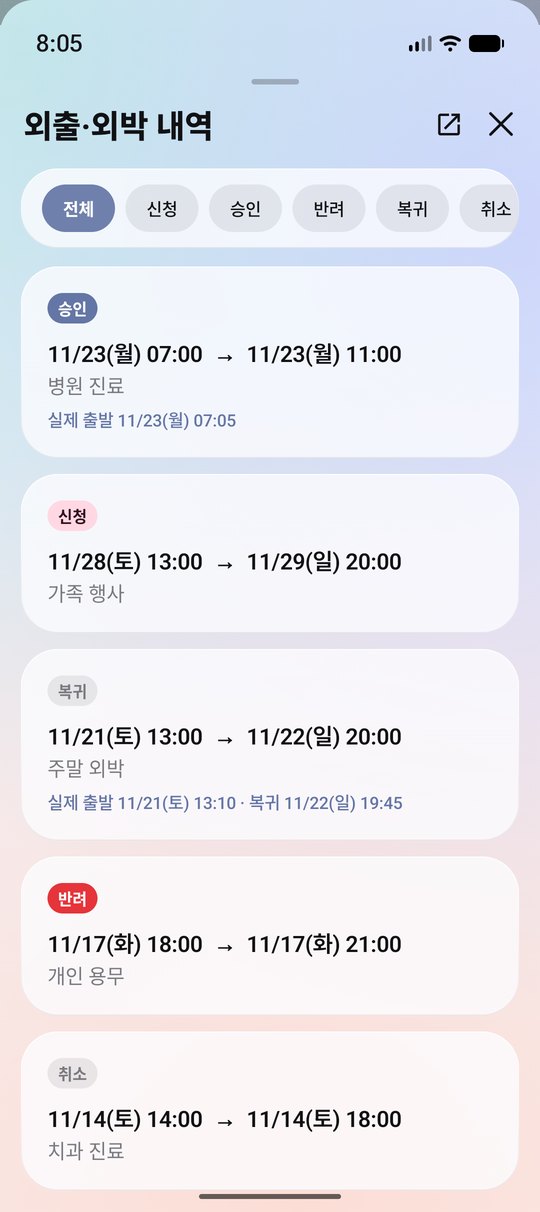 8:05
외출·외박 내역
전체 신청 승인 반려 복귀 취소
승인
11/23(월) 07:00 → 11/23(월) 11:00
병원 진료
실제 출발 11/23(월) 07:05
신청
11/28(토) 13:00 → 11/29(일) 20:00
가족 행사
복귀
11/21(토) 13:00 → 11/22(일) 20:00
주말 외박
실제 출발 11/21(토) 13:10 · 복귀 11/22(일) 19:45
반려
11/17(화) 18:00 → 11/17(화) 21:00
개인 용무
취소
11/14(토) 14:00 → 11/14(토) 18:00
치과 진료